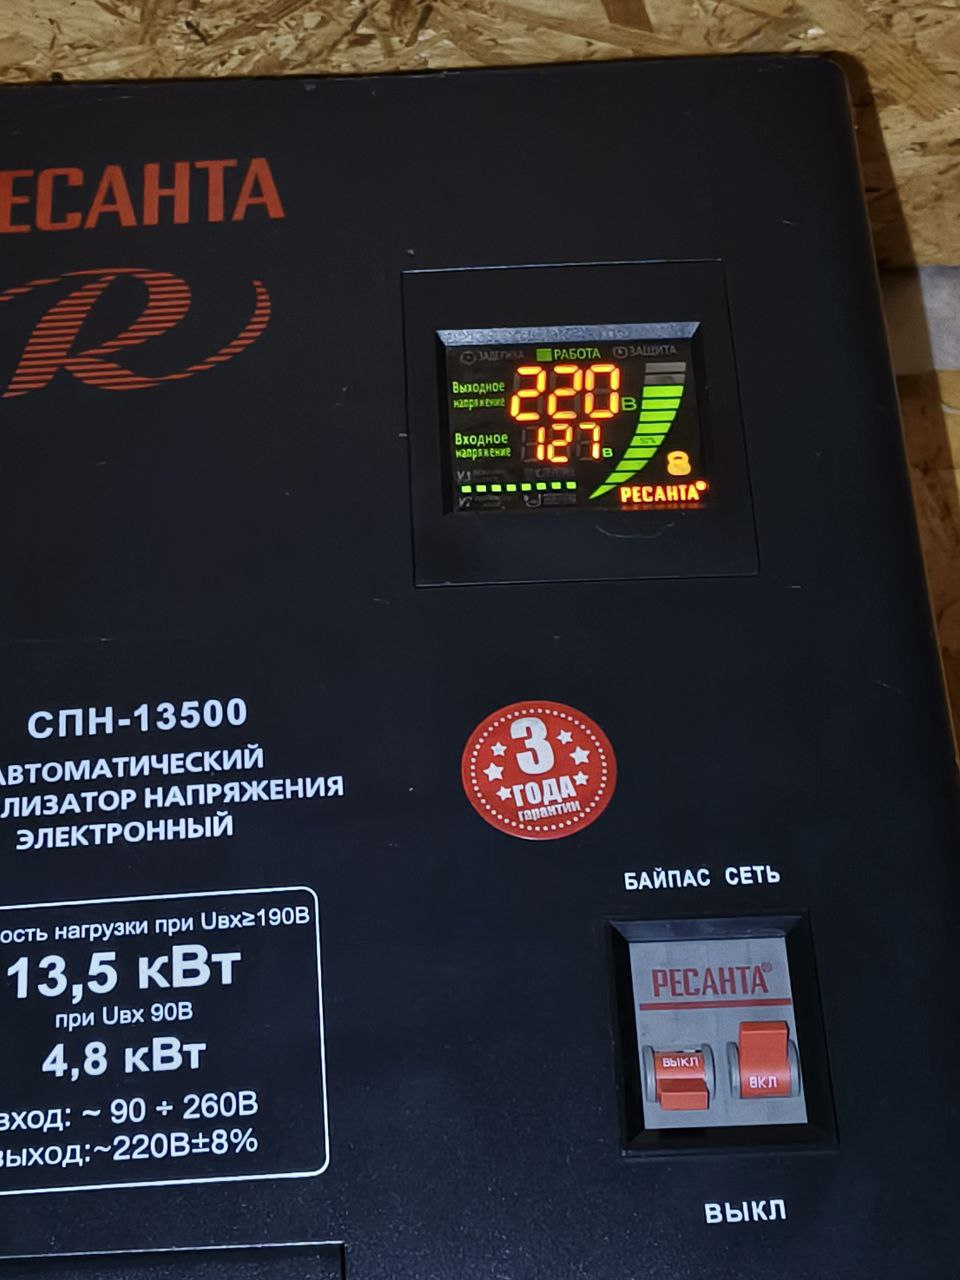 РЕСАНТА
R
ЗАДЕРЖКА РАБОТА ЗАЩИТА
Выходное напряжение 220 В
Входное напряжение 127 В
50%
8
РЕСАНТА®
СПН-13500
АВТОМАТИЧЕСКИЙ
ЛИЗАТОР НАПРЯЖЕНИЯ
ЭЛЕКТРОННЫЙ
3
ГОДА
гарантии
ость нагрузки при Uвх≥190В
13,5 кВт
при Uвх 90В
4,8 кВт
вход: ~ 90 ÷ 260В
выход:~220В±8%
БАЙПАС СЕТЬ
РЕСАНТА®
ВЫКЛ ВКЛ
ВЫКЛ